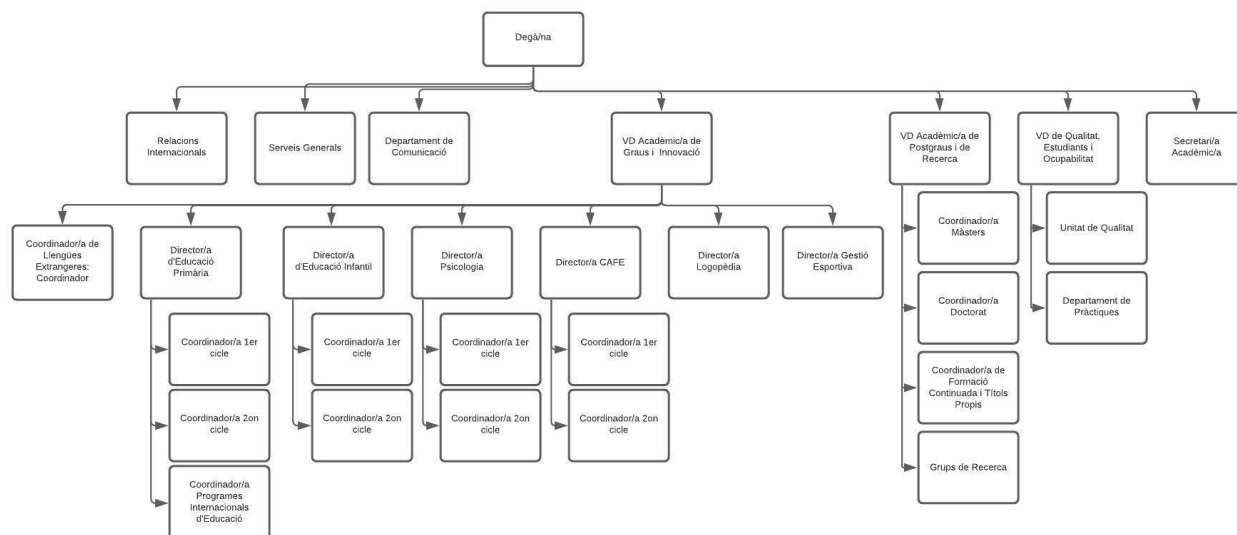 Degà/na
Relacions
Internacionals
Serveis Generals
Departament de
Comunicació
VD Acadèmic/a de
Graus i Innovació
VD Acadèmic/a de
Postgraus i de
Recerca
VD de Qualitat,
Estudiants i
Ocupabilitat
Secretari/a
Acadèmic/a
Coordinador/a de
Llengües
Extrangeres:
Coordinador
Director/a
d'Educació
Primària
Director/a
d'Educació Infantil
Director/a
Psicologia
Director/a CAFE
Director/a
Logopèdia
Director/a Gestió
Esportiva
Coordinador/a
Màsters
Unitat de Qualitat
Coordinador/a
Doctorat
Departament de
Pràctiques
Coordinador/a 1er
cicle
Coordinador/a 1er
cicle
Coordinador/a 1er
cicle
Coordinador/a 1er
cicle
Coordinador/a de
Formació
Continuada i Títols
Propis
Coordinador/a 2on
cicle
Coordinador/a 2on
cicle
Coordinador/a 2on
cicle
Coordinador/a 2on
cicle
Grups de Recerca
Coordinador/a
Programes
Internacionals
d'Educació